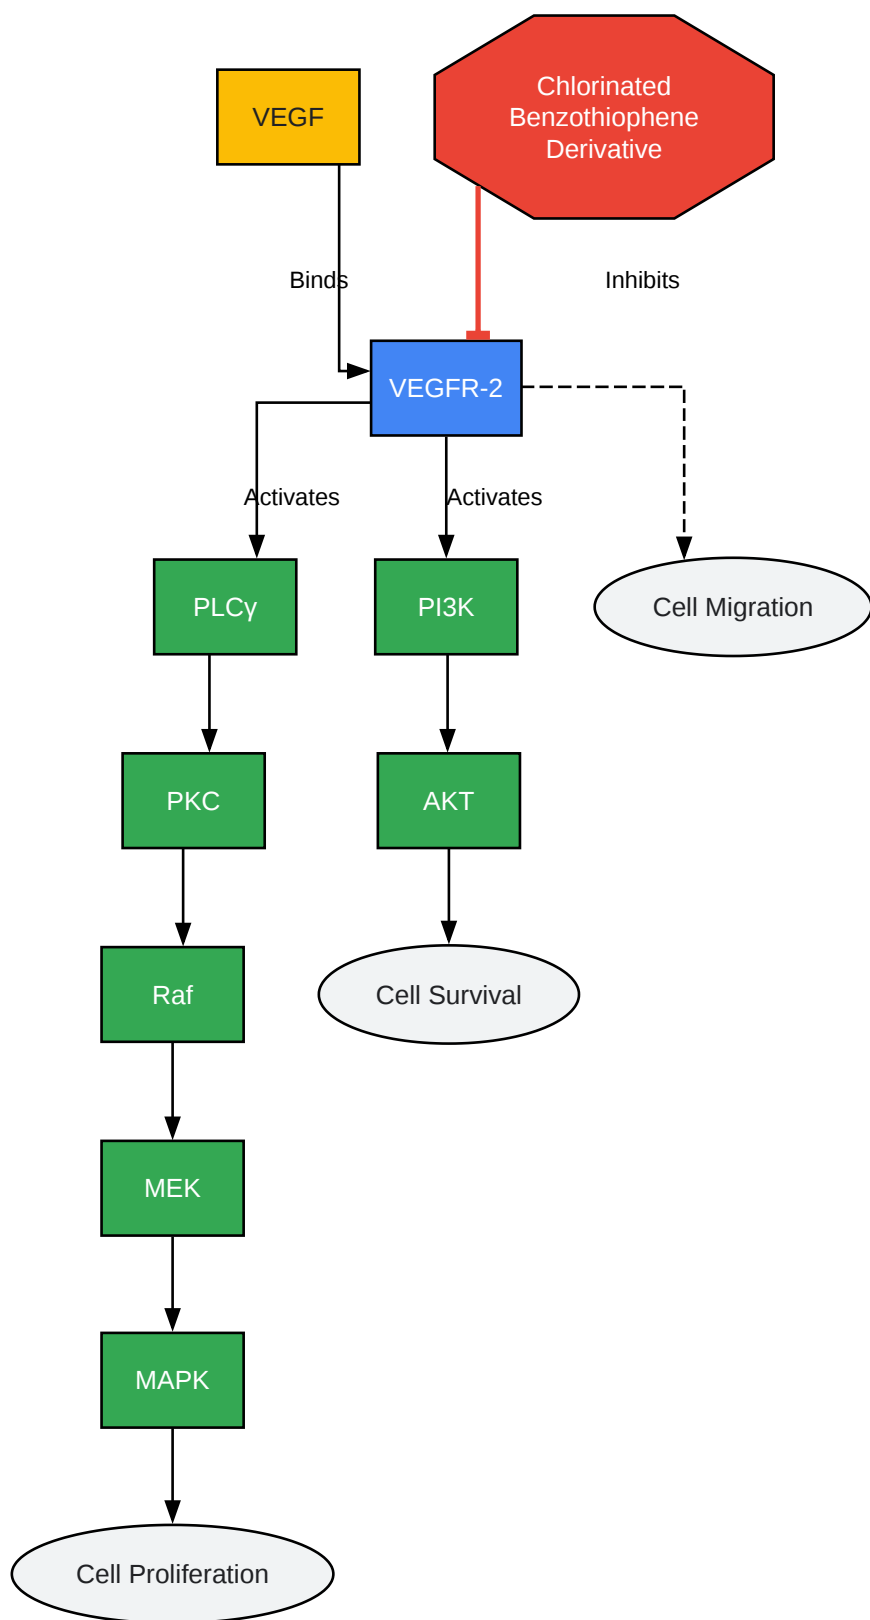 VEGF
Chlorinated
Benzothiophene
Derivative
Binds
Inhibits
VEGFR-2
Activates
Activates
PLCγ
PI3K
Cell Migration
PKC
AKT
Raf
Cell Survival
MEK
MAPK
Cell Proliferation